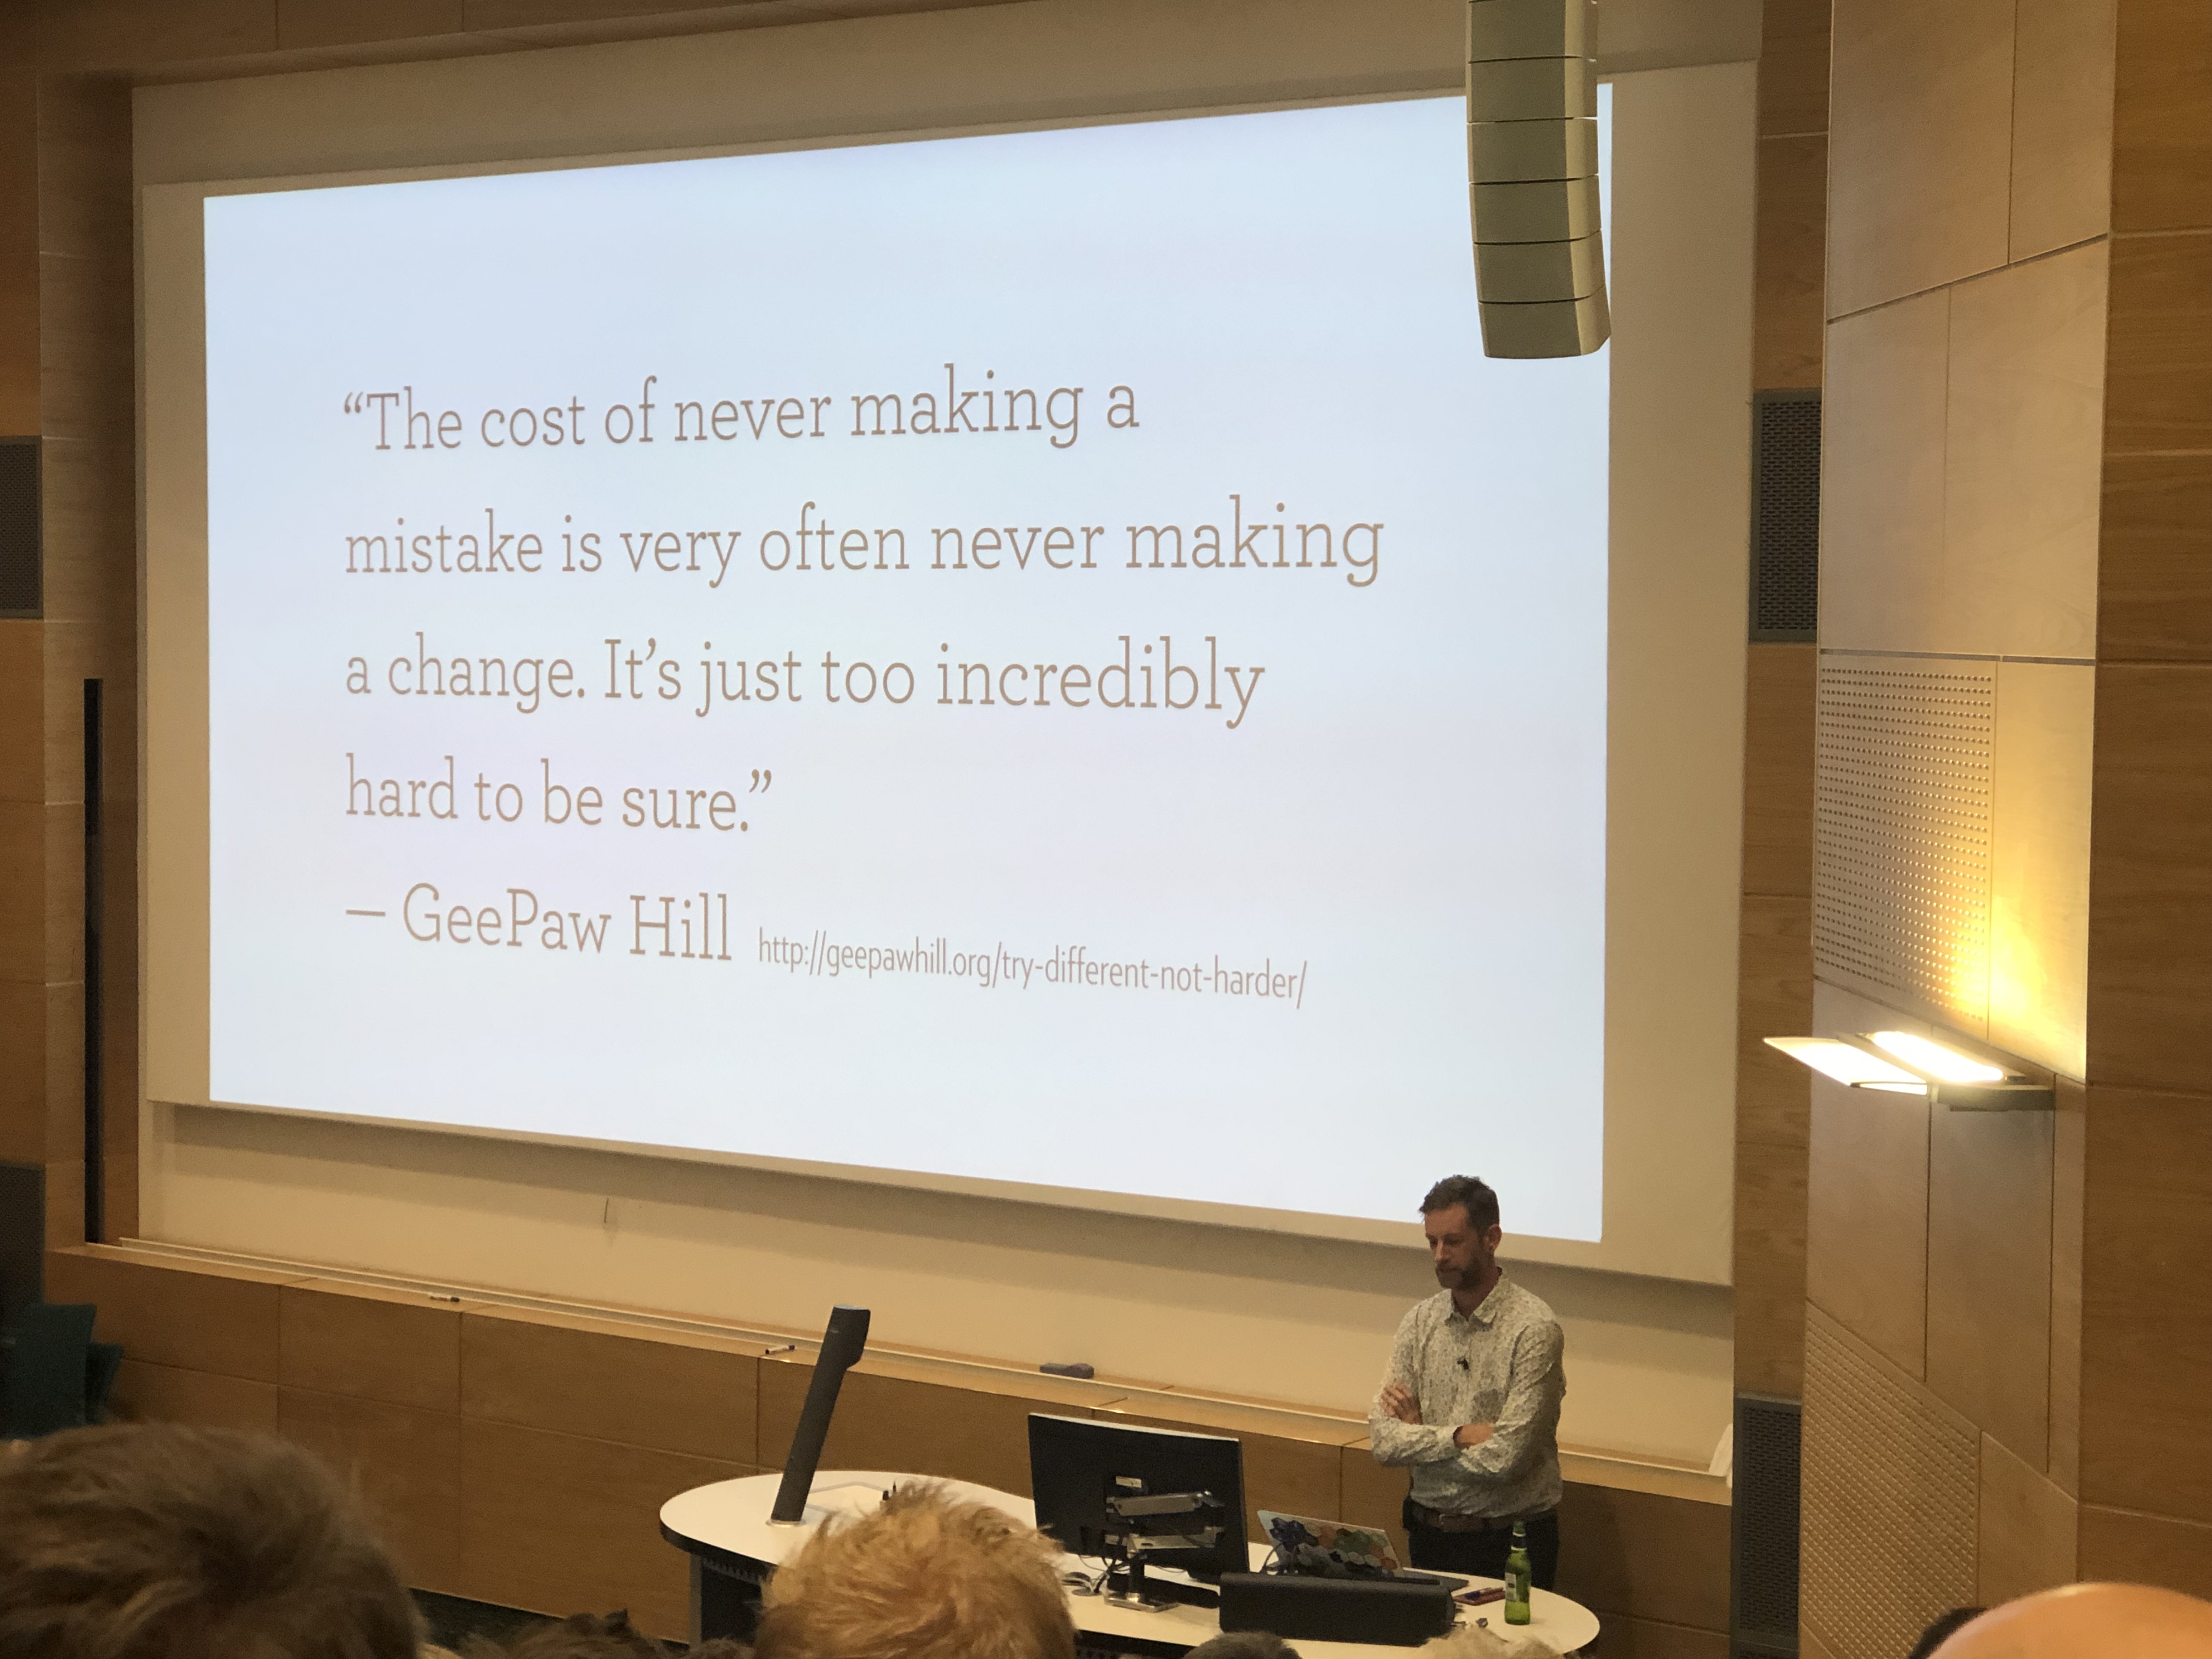 “The cost of never making a
mistake is very often never making
a change. It’s just too incredibly
hard to be sure.”
– GeePaw Hill http://geepawhill.org/try-different-not-harder/